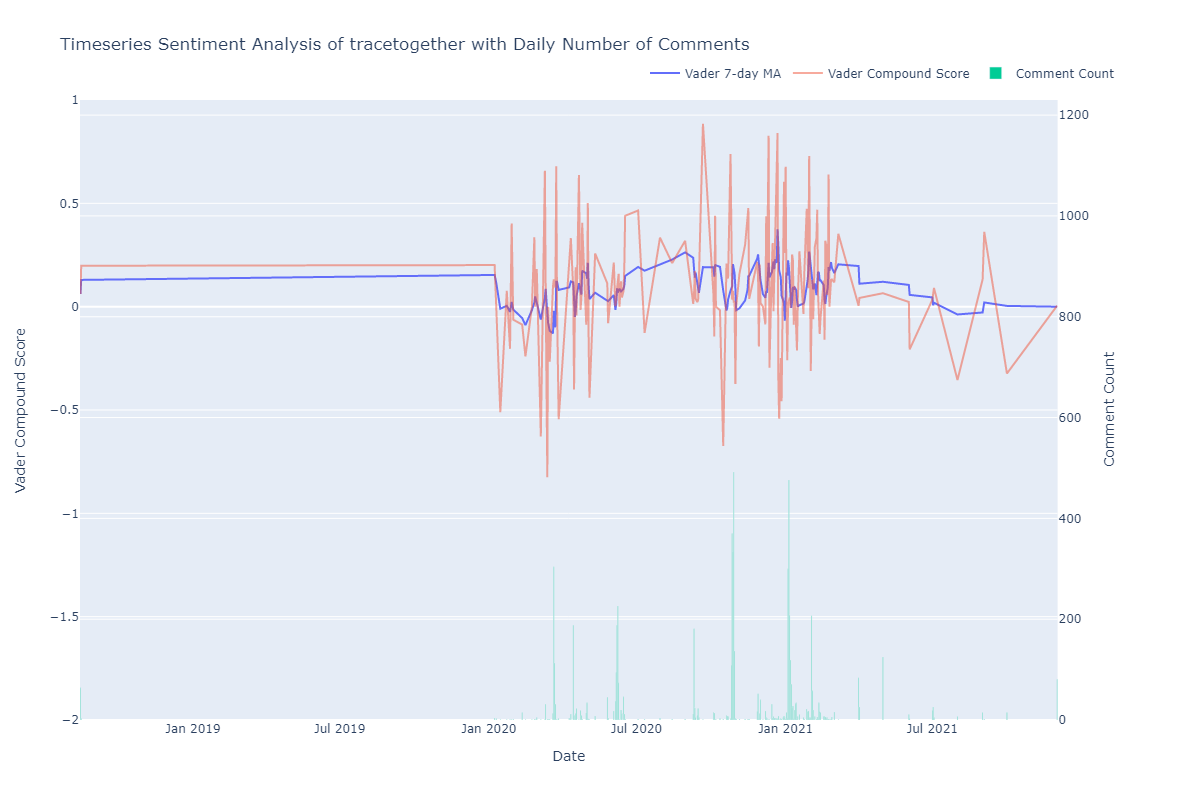 Timeseries Sentiment Analysis of tracetogether with Daily Number of Comments
Vader 7-day MA
Vader Compound Score
Comment Count
1
0.5
0
−0.5
−1
−1.5
−2
Vader Compound Score
1200
1000
800
600
400
200
0
Comment Count
Jan 2019
Jul 2019
Jan 2020
Jul 2020
Jan 2021
Jul 2021
Date